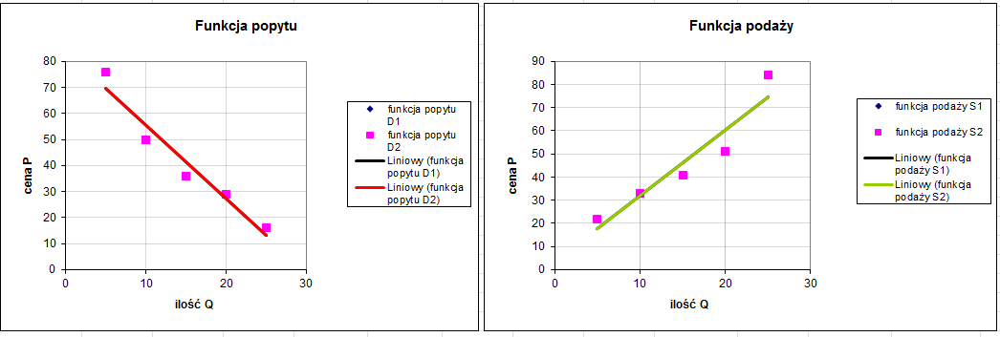 Funkcja popytu
80
70
60
50
40
30
20
10
0
0 10 20 30
cena P
ilość Q
funkcja popytu
D1
funkcja popytu
D2
Liniowy (funkcja
popytu D1)
Liniowy (funkcja
popytu D2)
Funkcja podaży
90
80
70
60
50
40
30
20
10
0
0 10 20 30
cena P
ilość Q
funkcja podaży S1
funkcja podaży S2
Liniowy (funkcja
podaży S1)
Liniowy (funkcja
podaży S2)